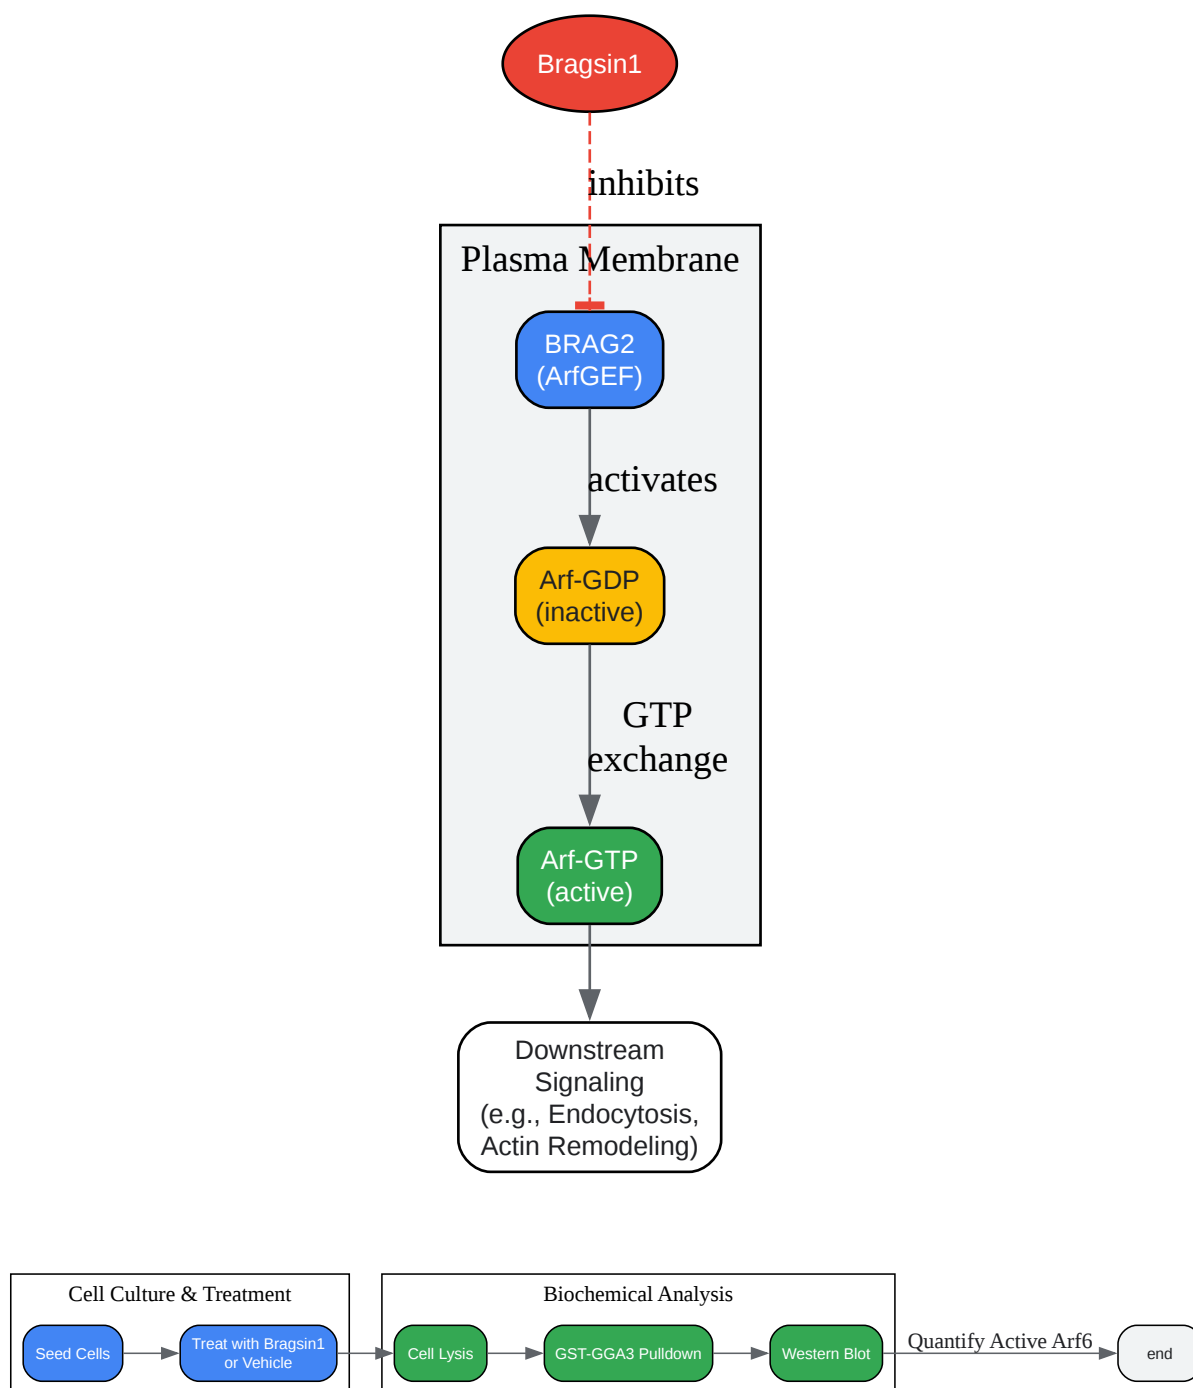 Bragsin1
inhibits
Plasma Membrane
BRAG2
(ArfGEF)
activates
Arf-GDP
(inactive)
GTP
exchange
Arf-GTP
(active)
Downstream
Signaling
(e.g., Endocytosis,
Actin Remodeling)
Cell Culture & Treatment
Seed Cells
Treat with Bragsin1
or Vehicle
Biochemical Analysis
Cell Lysis
GST-GGA3 Pulldown
Western Blot
Quantify Active Arf6
end